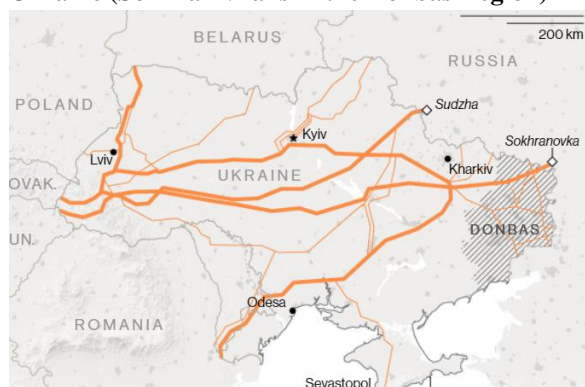 200 km
BELARUS
RUSSIA
POLAND
Sudzha
Kyiv
Sokhranovka
Lviv
Kharkiv
OVAK.
UKRAINE
UN.
DONBAS
Odesa
ROMANIA
Sevastopol